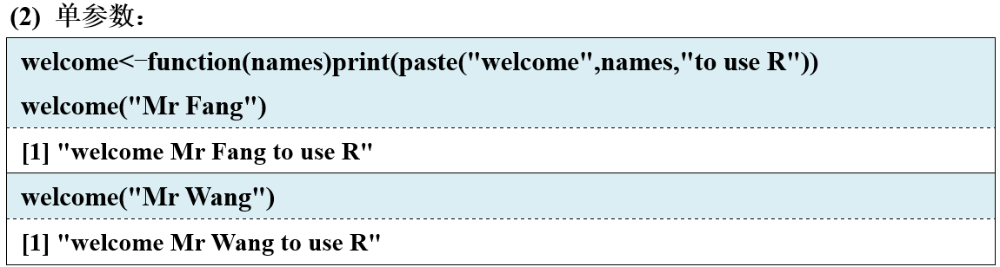 (2) 单参数：
welcome<-function(names)print(paste("welcome",names,"to use R"))
welcome("Mr Fang")
[1] "welcome Mr Fang to use R"
welcome("Mr Wang")
[1] "welcome Mr Wang to use R"